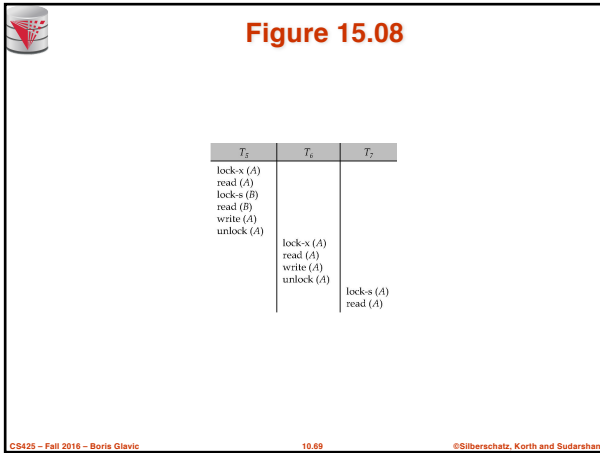 Figure 15.08
T5 T6 T7
lock-x (A)
read (A)
lock-s (B)
read (B)
write (A)
unlock (A)
lock-x (A)
read (A)
write (A)
unlock (A)
lock-s (A)
read (A)
CS425 – Fall 2016 – Boris Glavic 10.69 ©Silberschatz, Korth and Sudarshan